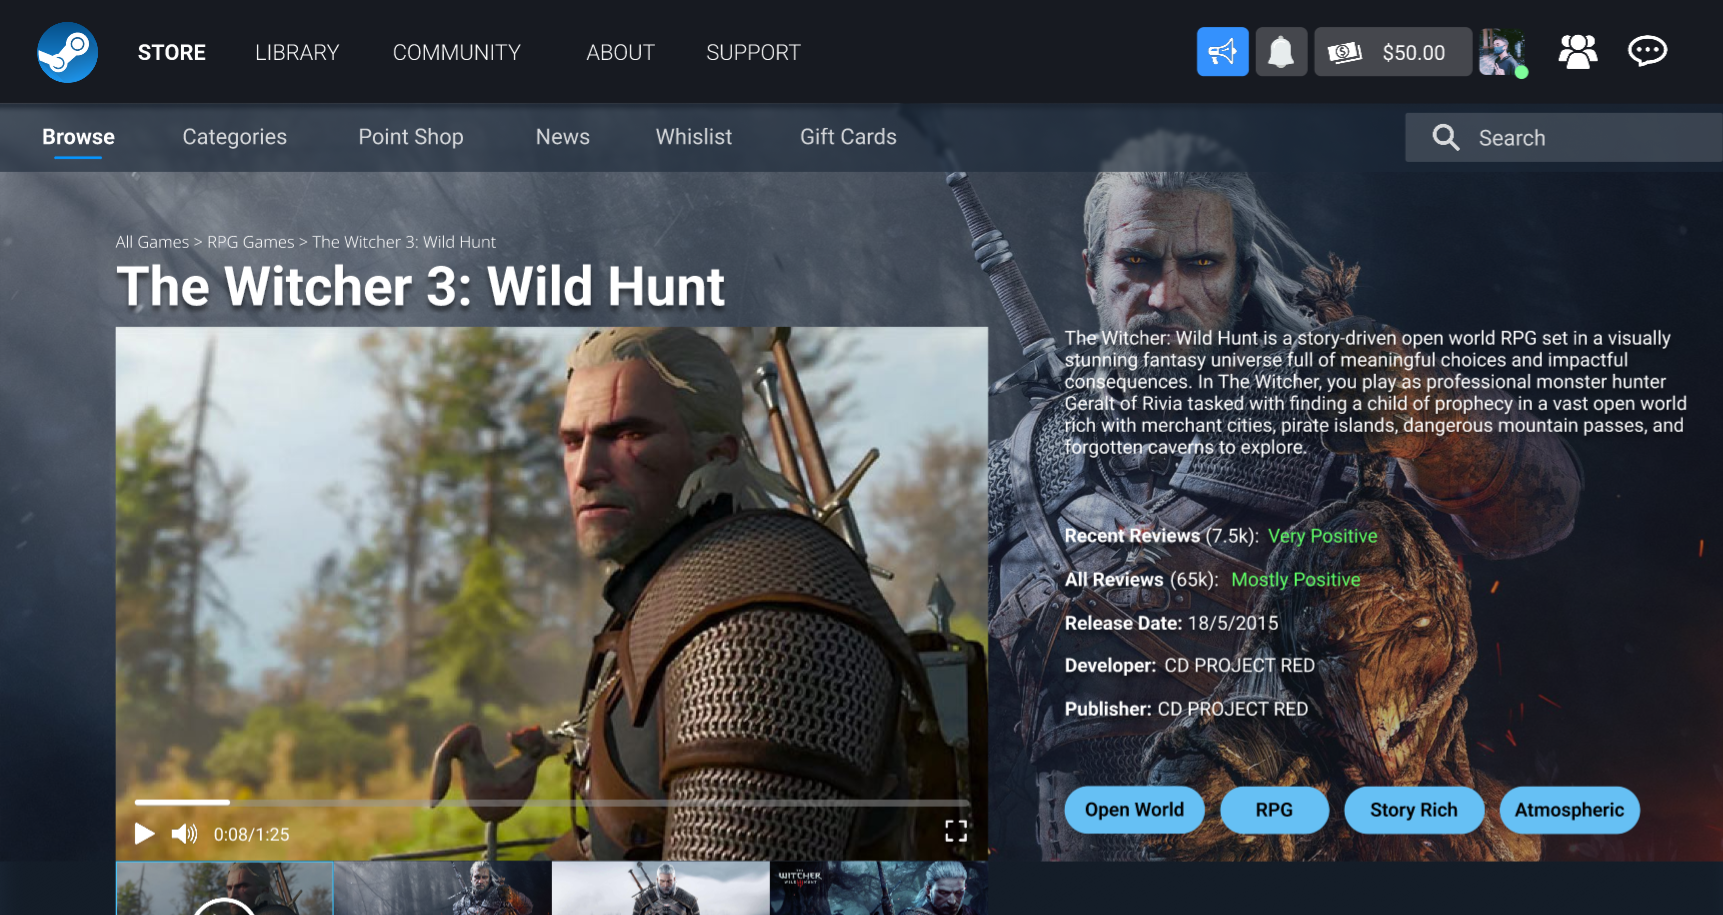 STORE LIBRARY COMMUNITY ABOUT SUPPORT $50.00
Browse Categories Point Shop News Whislist Gift Cards Search
All Games > RPG Games > The Witcher 3: Wild Hunt
The Witcher 3: Wild Hunt
The Witcher: Wild Hunt is a story-driven open world RPG set in a visually
stunning fantasy universe full of meaningful choices and impactful
consequences. In The Witcher, you play as professional monster hunter
Geralt of Rivia tasked with finding a child of prophecy in a vast open world
rich with merchant cities, pirate islands, dangerous mountain passes, and
forgotten caverns to explore.
Recent Reviews (7.5k): Very Positive
All Reviews (65k): Mostly Positive
Release Date: 18/5/2015
Developer: CD PROJECT RED
Publisher: CD PROJECT RED
Open World RPG Story Rich Atmospheric
0:08/1:25
THE
WITCHER
WILD HUNT